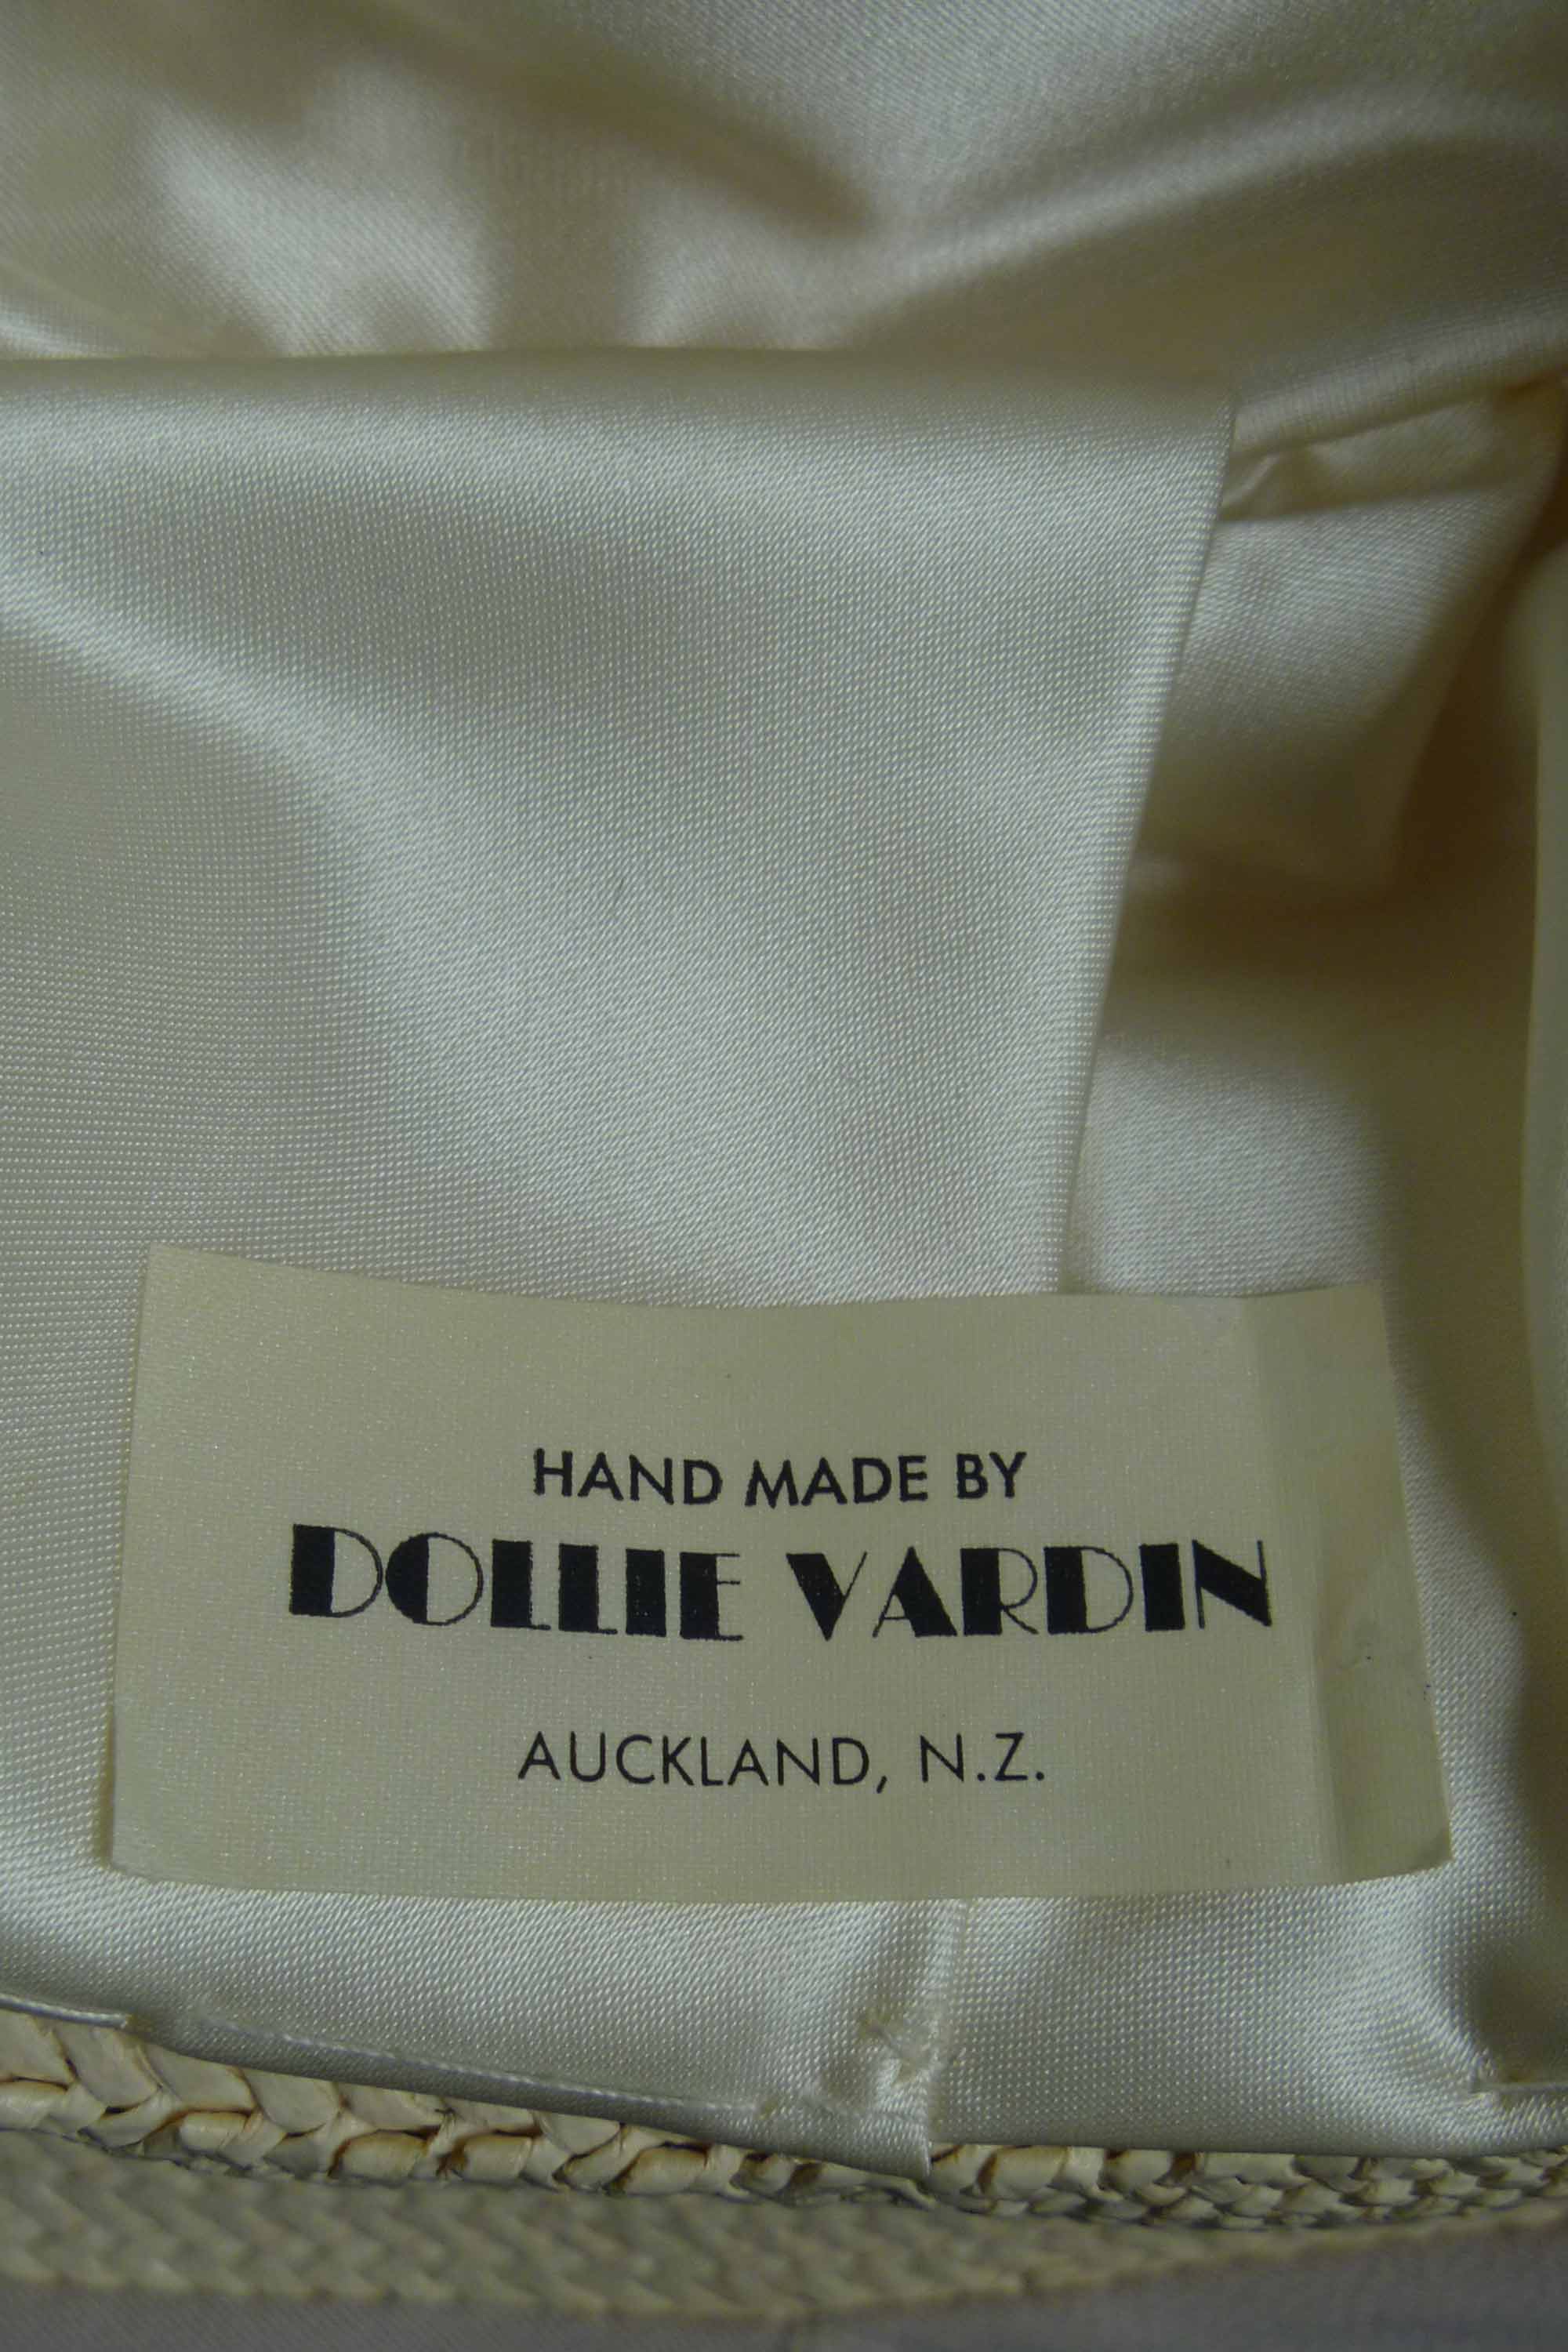 HAND MADE BY
DOLLIE VARDIN
AUCKLAND, N.Z.